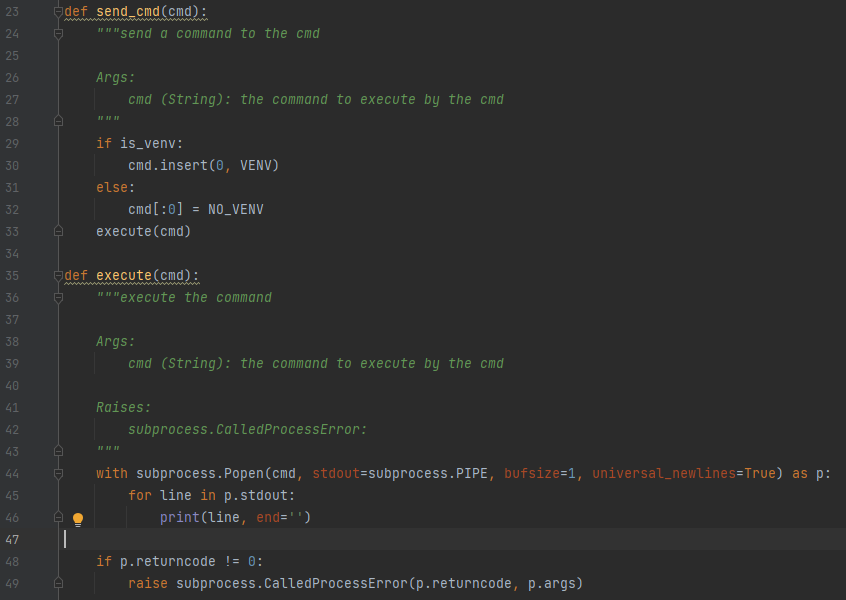 23 def send_cmd(cmd):
24     """send a command to the cmd
25
26     Args:
27         cmd (String): the command to execute by the cmd
28     """
29     if is_venv:
30         cmd.insert(0, VENV)
31     else:
32         cmd[:0] = NO_VENV
33     execute(cmd)
34
35 def execute(cmd):
36     """execute the command
37
38     Args:
39         cmd (String): the command to execute by the cmd
40
41     Raises:
42         subprocess.CalledProcessError:
43     """
44     with subprocess.Popen(cmd, stdout=subprocess.PIPE, bufsize=1, universal_newlines=True) as p:
45         for line in p.stdout:
46             print(line, end='')
47
48     if p.returncode != 0:
49         raise subprocess.CalledProcessError(p.returncode, p.args)